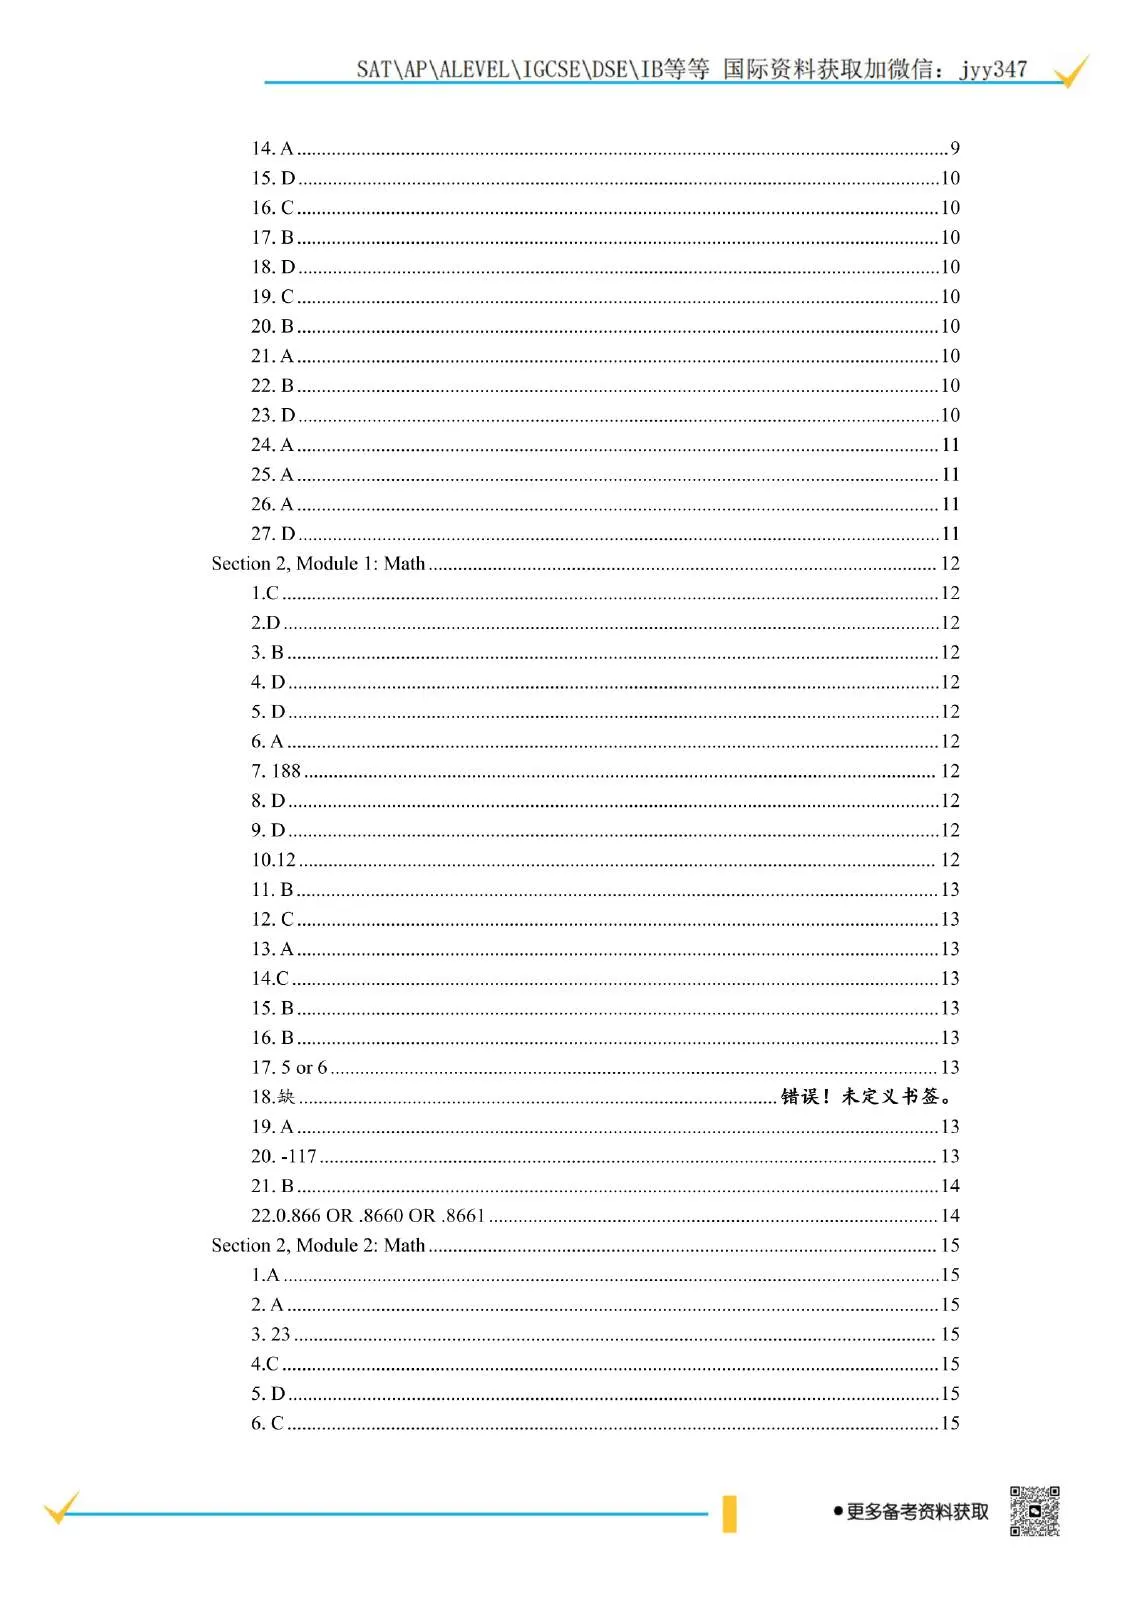 SAT\AP\ALEVEL\IGCSE\DSE\IB等等 国际资料获取加微信：jyy347
14. A.....9
15. D.....10
16. C.....10
17. B.....10
18. D.....10
19. C.....10
20. B.....10
21. A.....10
22. B.....10
23. D.....10
24. A.....11
25. A.....11
26. A.....11
27. D.....11
Section 2, Module 1: Math.....12
1.C.....12
2.D.....12
3. B.....12
4. D.....12
5. D.....12
6. A.....12
7. 188.....12
8. D.....12
9. D.....12
10.12.....12
11. B.....13
12. C.....13
13. A.....13
14.C.....13
15. B.....13
16. B.....13
17. 5 or 6.....13
18.缺.....错误！未定义书签。
19. A.....13
20. -117.....13
21. B.....14
22.0.866 OR .8660 OR .8661.....14
Section 2, Module 2: Math.....15
1.A.....15
2. A.....15
3. 23.....15
4.C.....15
5. D.....15
6. C.....15
●更多备考资料获取